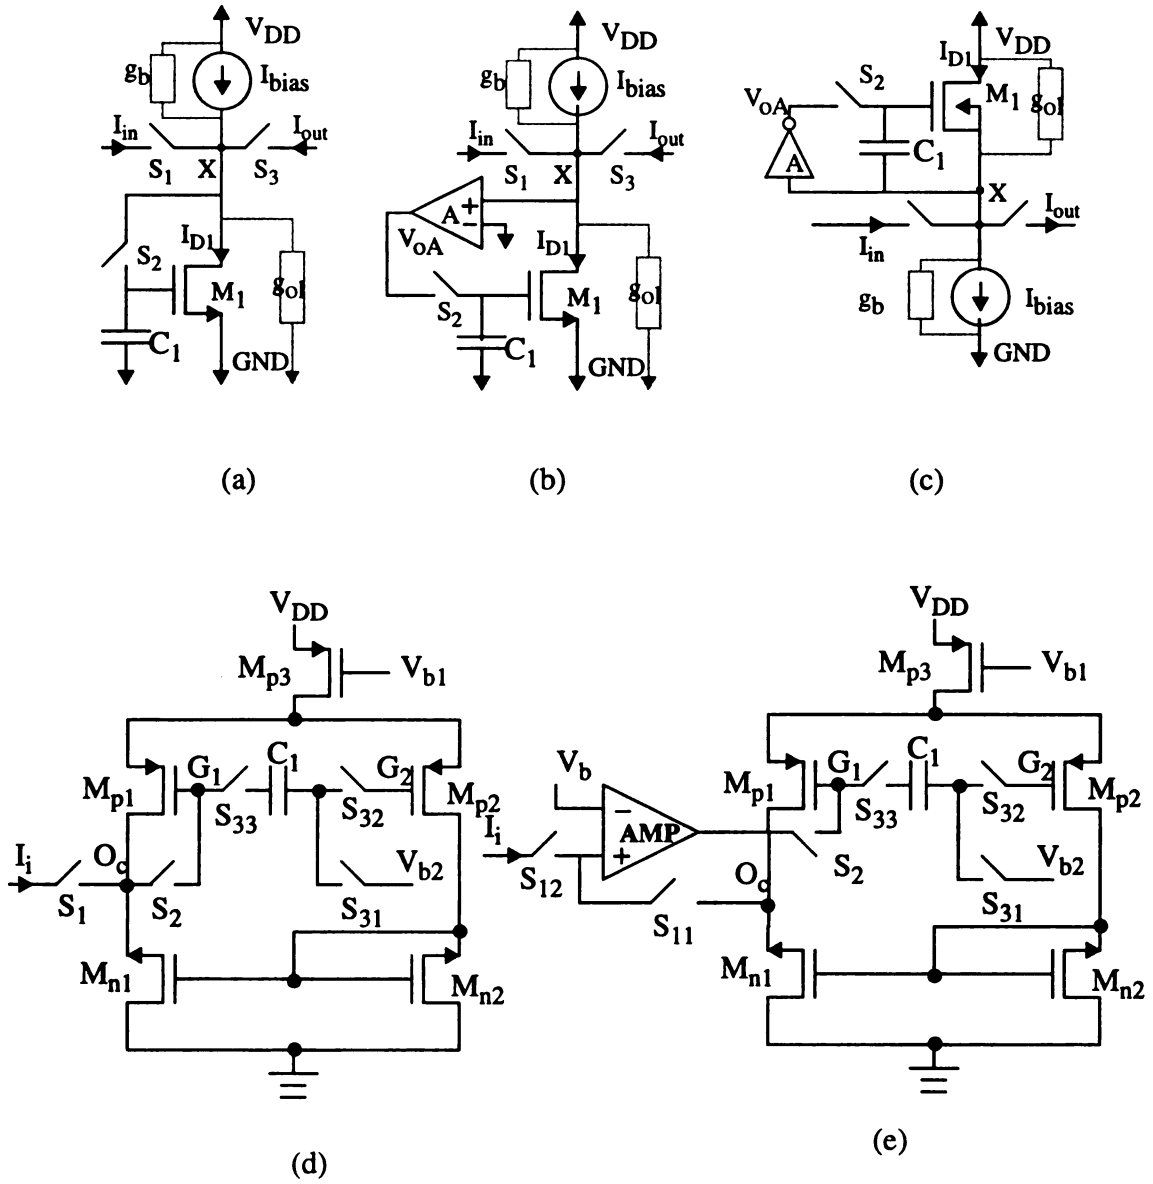 V_DD
g_b
I_bias
I_in
I_out
S_1
X
S_3
I_D1
S_2
M_1
g_o1
C_1
GND
(a)
V_DD
g_b
I_bias
I_in
I_out
S_1
X
S_3
A
+
−
V_oA
I_D1
S_2
M_1
g_o1
C_1
GND
(b)
V_DD
I_D1
S_2
V_oA
M_1
g_o1
A
C_1
X
I_out
I_in
g_b
I_bias
GND
(c)
V_DD
M_p3
V_b1
C_1
G_1
G_2
M_p1
M_p2
S_33
S_32
I_i
O_c
V_b2
S_1
S_2
S_31
M_n1
M_n2
(d)
V_DD
M_p3
V_b1
V_b
C_1
G_1
G_2
M_p1
M_p2
S_33
S_32
−
I_i
AMP
+
S_12
S_2
V_b2
O_c
S_11
S_31
M_n1
M_n2
(e)